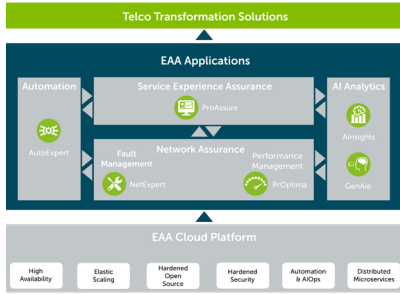 Telco Transformation Solutions
EAA Applications
Automation
Service Experience Assurance
AI Analytics
ProAssure
AInsights
AutoExpert
Fault
Management
Network Assurance
Performance
Management
NetExpert
PrOptima
GenAie
EAA Cloud Platform
High
Availability
Elastic
Scaling
Hardened
Open
Source
Hardened
Security
Automation
& AIOps
Distributed
Microservices